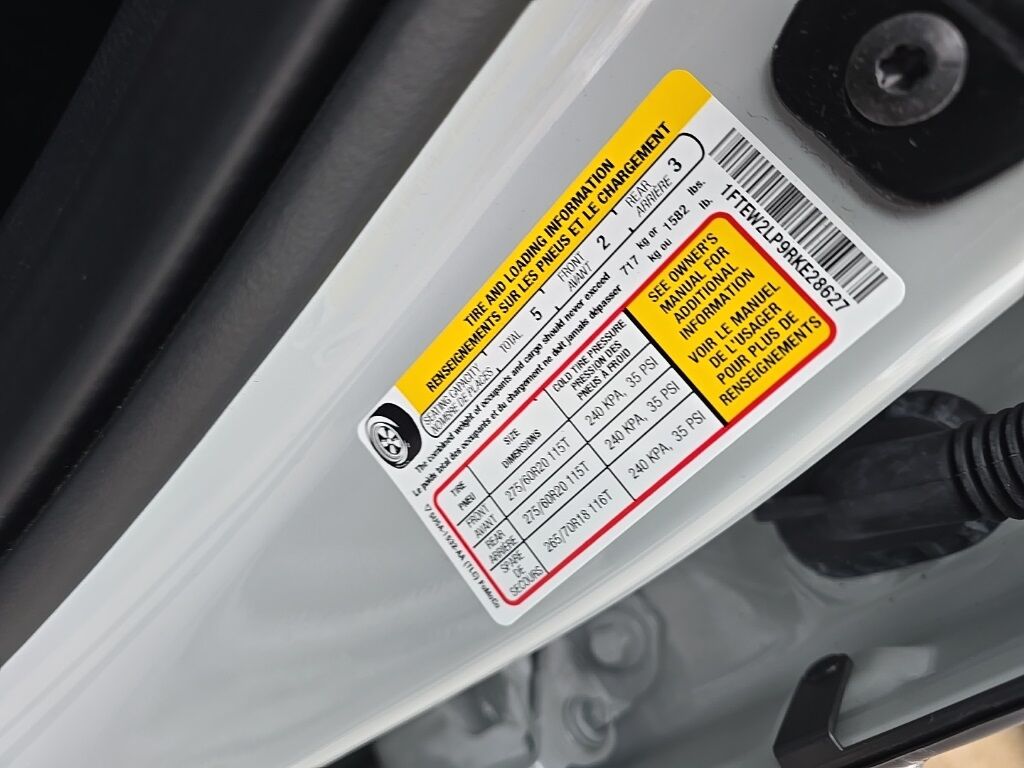 TIRE AND LOADING INFORMATION
RENSEIGNEMENTS SUR LES PNEUS ET LE CHARGEMENT
SEATING CAPACITY
NOMBRE DE PLACES
TOTAL 5
FRONT
AVANT
2
REAR
ARRIÈRE
3
The combined weight of occupants and cargo should never exceed 717 kg or 1582 lbs.
Le poids total des occupants et du chargement ne doit jamais dépasser kg ou lb.
TIRE
PNEU
SIZE
DIMENSIONS
COLD TIRE PRESSURE
PRESSION DES
PNEUS À FROID
FRONT
AVANT
275/60R20 115T
240 KPA, 35 PSI
REAR
ARRIÈRE
275/60R20 115T
240 KPA, 35 PSI
SPARE
DE
SECOURS
265/70R18 116T
240 KPA, 35 PSI
SEE OWNER'S
MANUAL FOR
ADDITIONAL
INFORMATION
VOIR LE MANUEL
DE L'USAGER
POUR PLUS DE
RENSEIGNEMENTS
1FTEW2LP9RKE28627
(TLC) FoMoCo